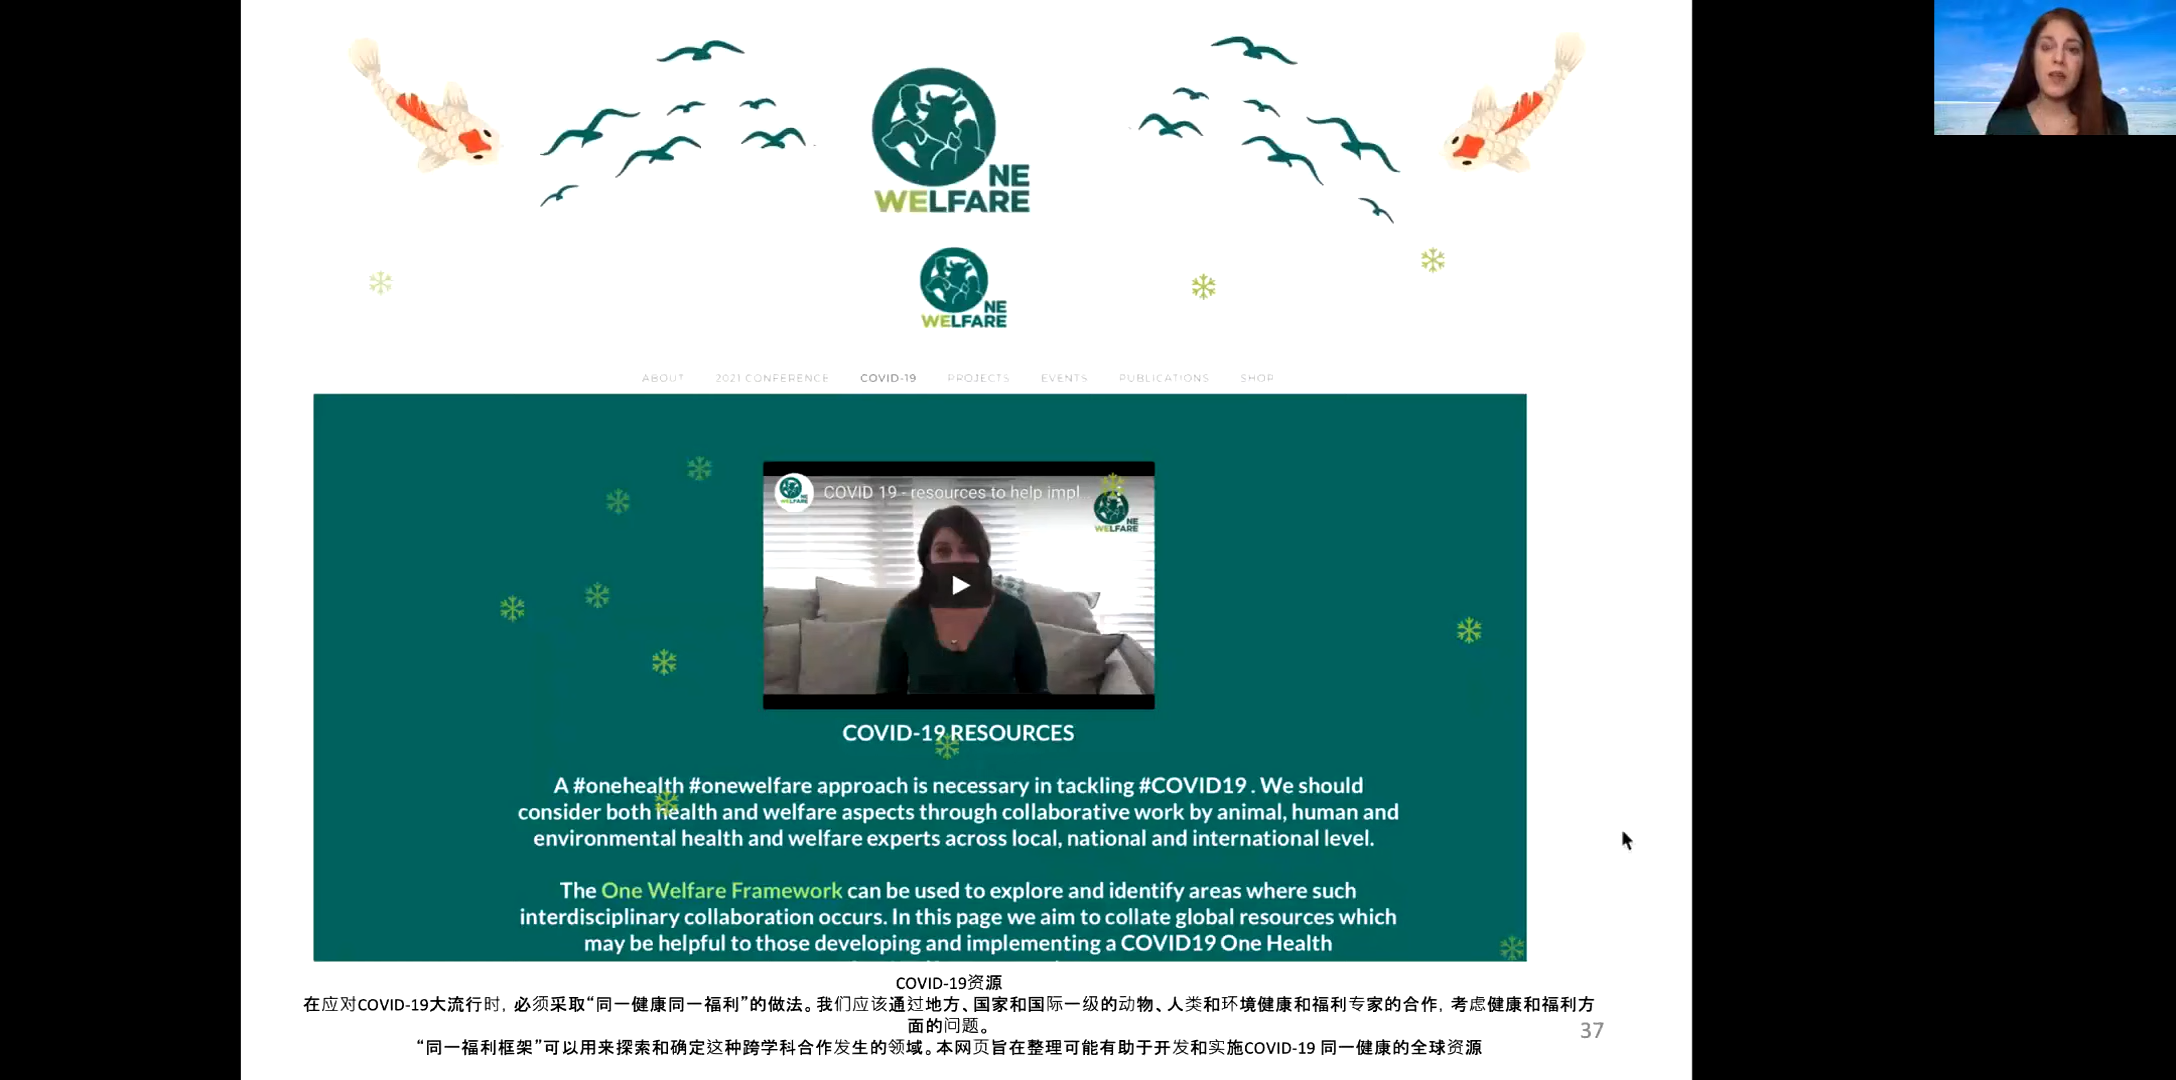 ONE
WELFARE
ONE
WELFARE
ABOUT 2021 CONFERENCE COVID-19 PROJECTS EVENTS PUBLICATIONS SHOP
COVID 19 - resources to help impl
ONE
WELFARE
COVID-19 RESOURCES
A #onehealth #onewelfare approach is necessary in tackling #COVID19 . We should
consider both health and welfare aspects through collaborative work by animal, human and
environmental health and welfare experts across local, national and international level.
The One Welfare Framework can be used to explore and identify areas where such
interdisciplinary collaboration occurs. In this page we aim to collate global resources which
may be helpful to those developing and implementing a COVID19 One Health
COVID-19资源
在应对COVID-19大流行时, 必须采取“同一健康同一福利”的做法。我们应该通过地方、国家和国际一级的动物、人类和环境健康和福利专家的合作, 考虑健康和福利方
面的问题。
“同一福利框架”可以用来探索和确定这种跨学科合作发生的领域。本网页旨在整理可能有助于开发和实施COVID-19 同一健康的全球资源
37